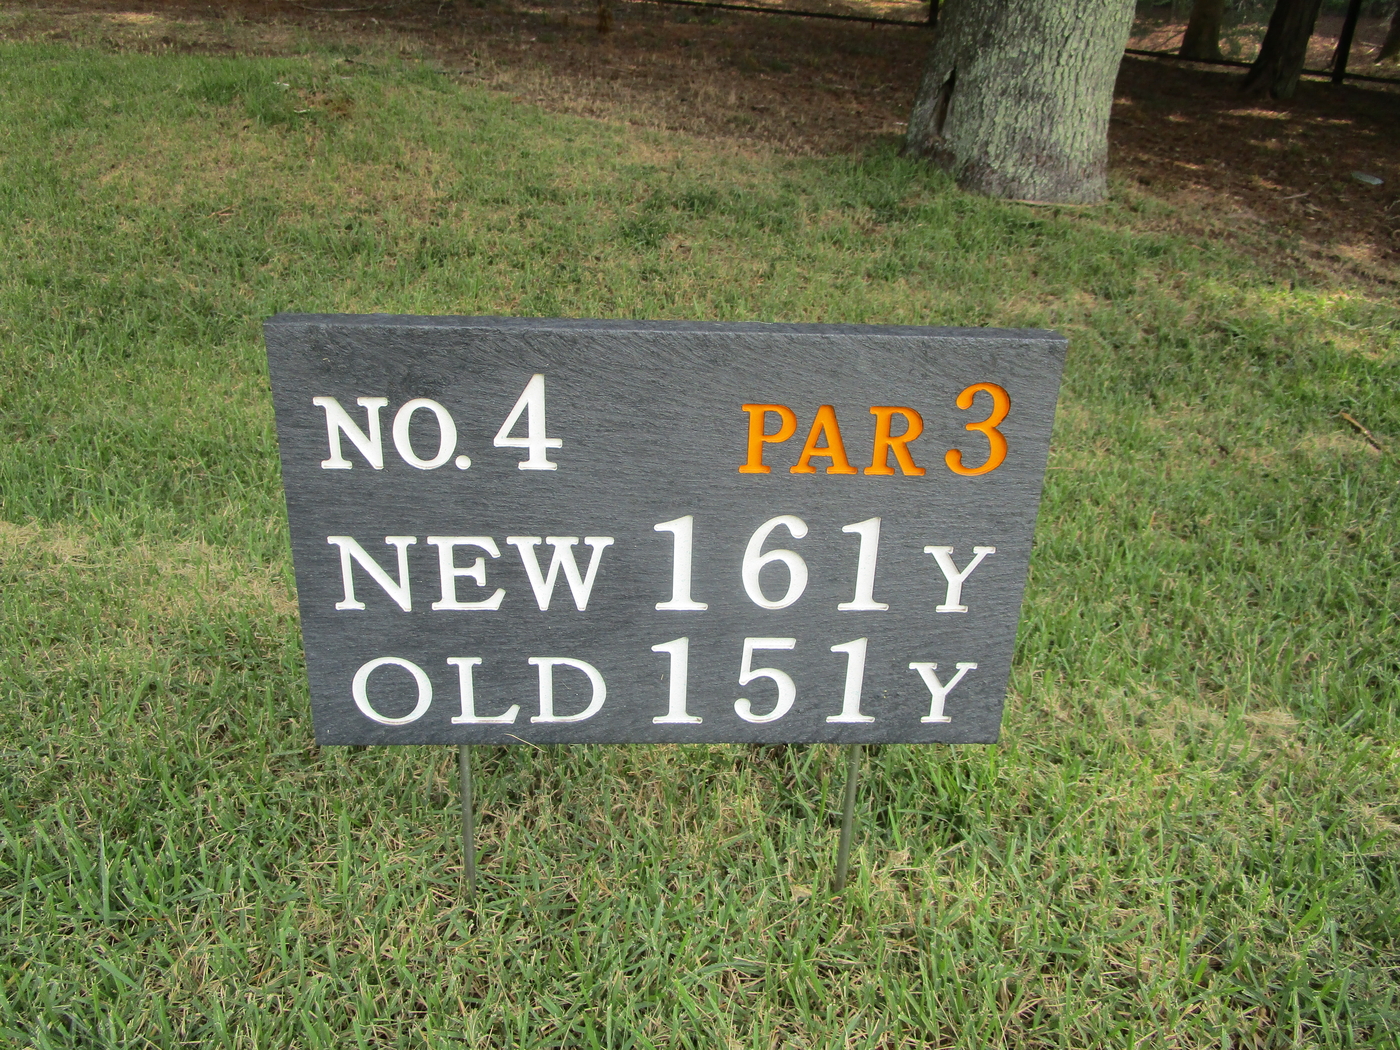 NO. 4 PAR 3
NEW 161 Y
OLD 151 Y